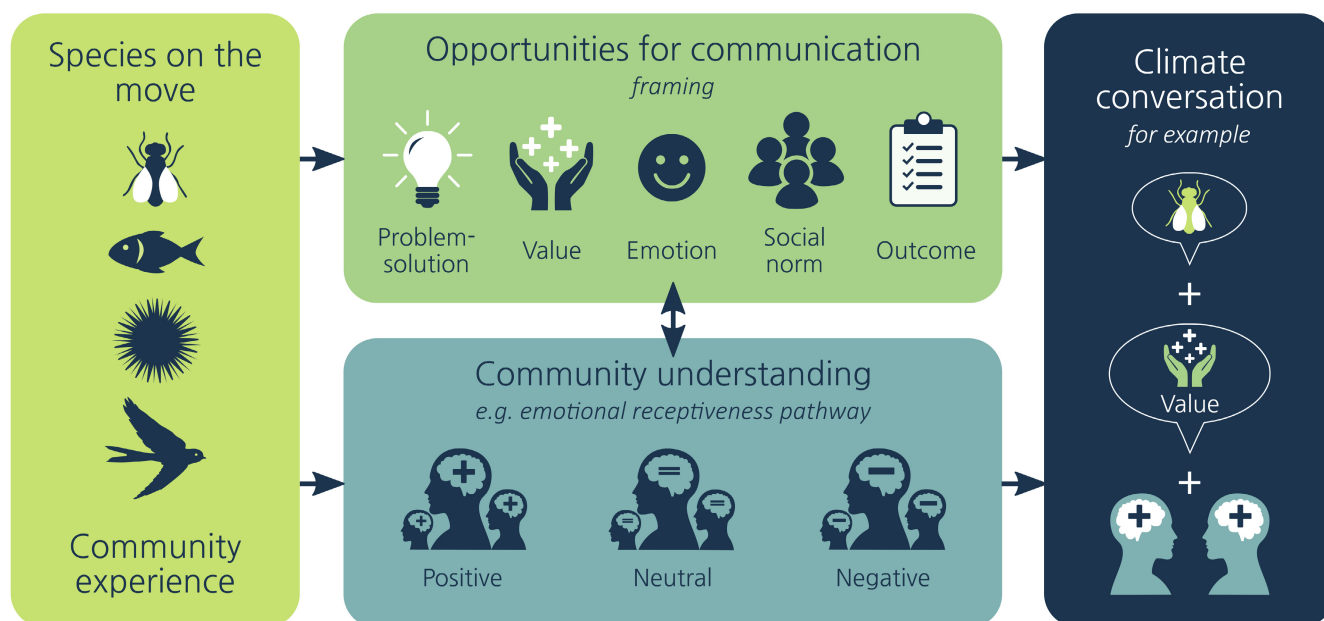 Species on the
move
Community
experience
Opportunities for communication
framing
Problem-
solution
Value
Emotion
Social
norm
Outcome
Community understanding
e.g. emotional receptiveness pathway
Positive
Neutral
Negative
Climate
conversation
for example
+
Value
+